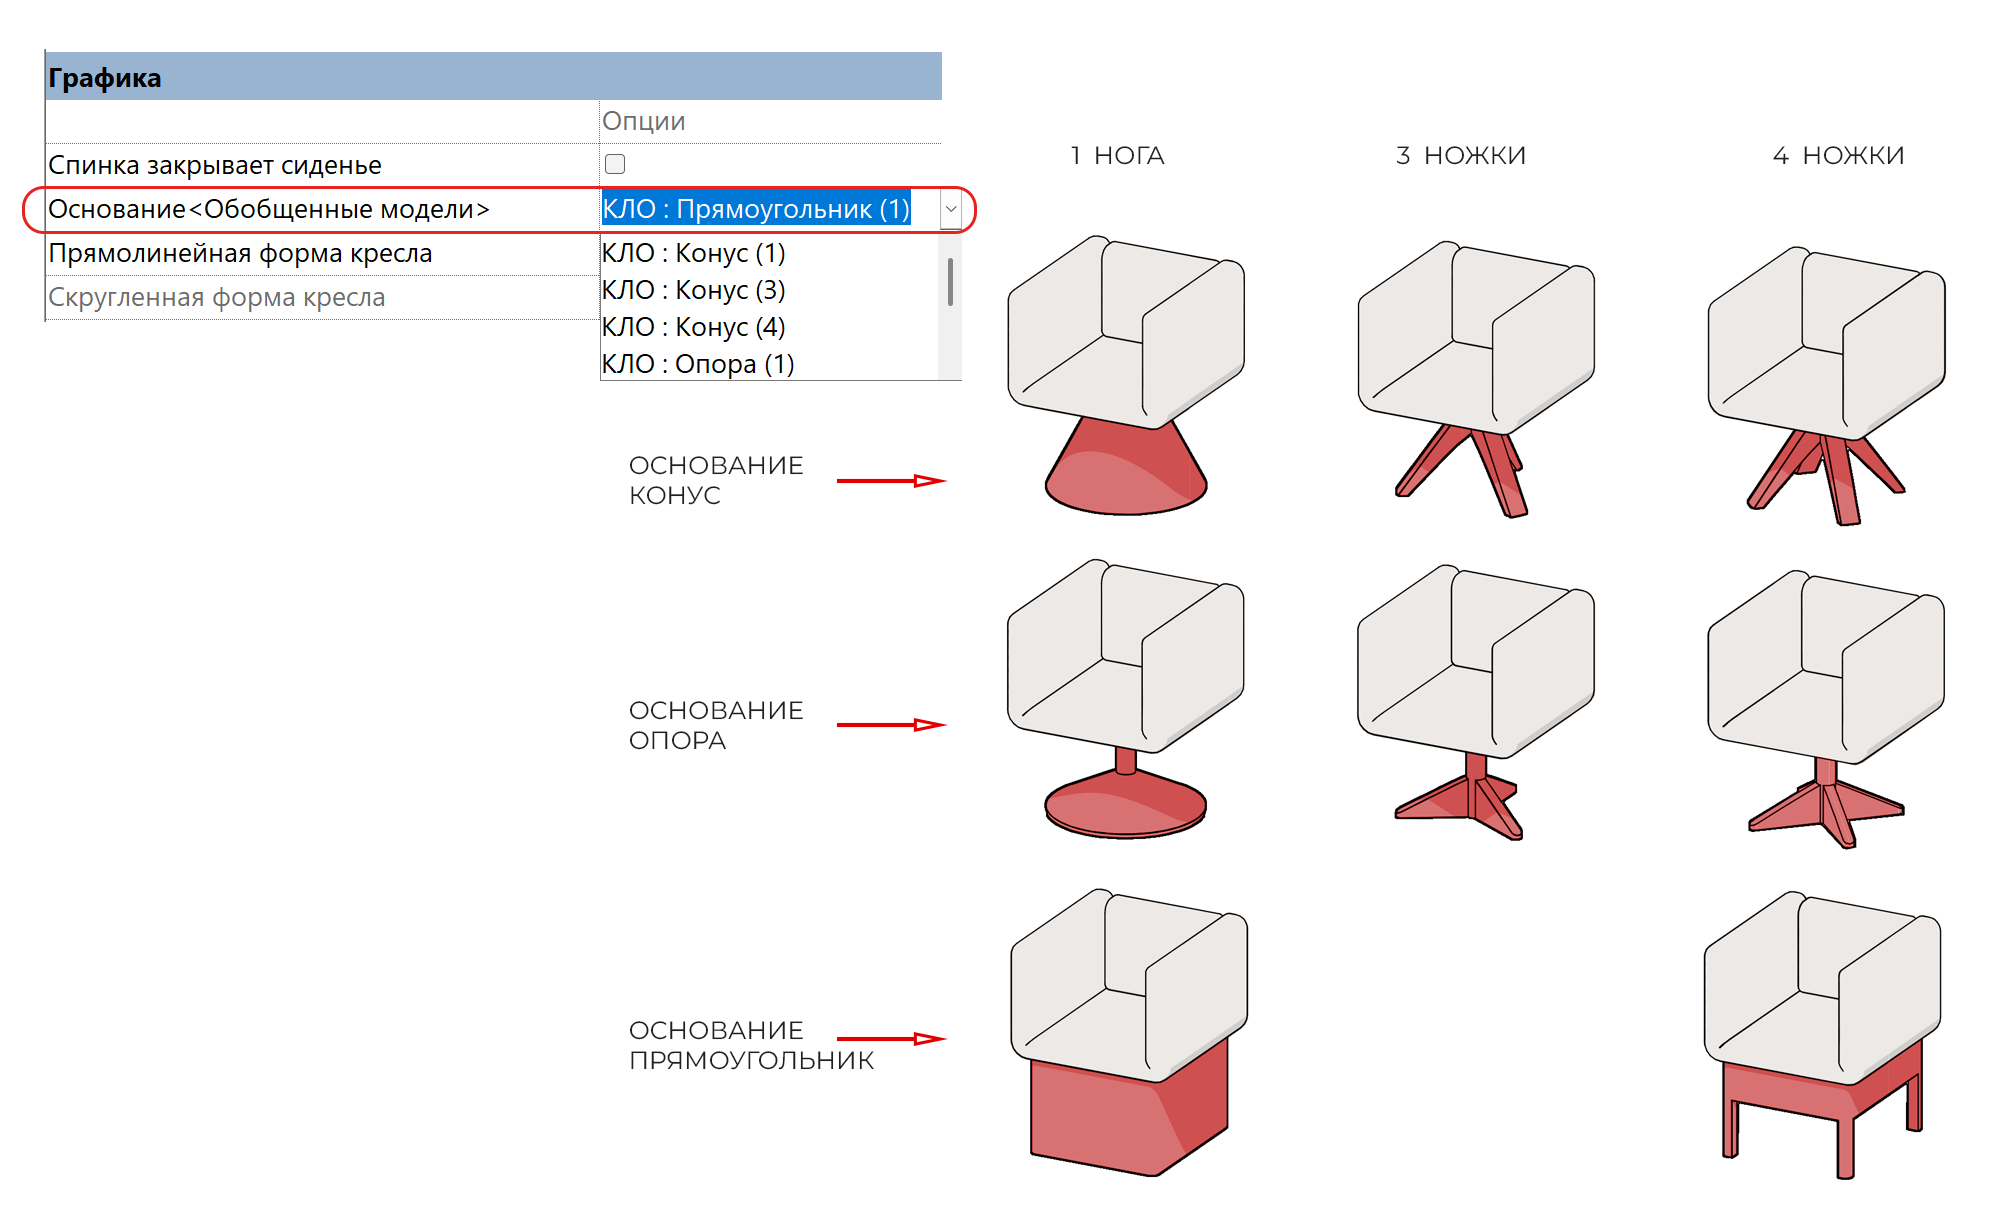 Графика
Опции
Спинка закрывает сиденье
Основание<Обобщенные модели> КЛО : Прямоугольник (1)
Прямолинейная форма кресла
Скругленная форма кресла
КЛО : Конус (1)
КЛО : Конус (3)
КЛО : Конус (4)
КЛО : Опора (1)
1 НОГА
3 НОЖКИ
4 НОЖКИ
ОСНОВАНИЕ
КОНУС
ОСНОВАНИЕ
ОПОРА
ОСНОВАНИЕ
ПРЯМОУГОЛЬНИК